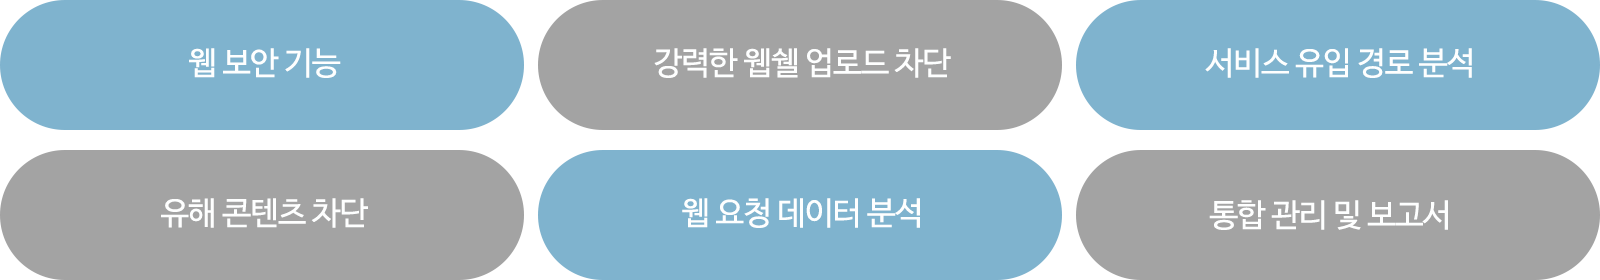 웹 보안 기능
강력한 웹쉘 업로드 차단
서비스 유입 경로 분석
유해 콘텐츠 차단
웹 요청 데이터 분석
통합 관리 및 보고서